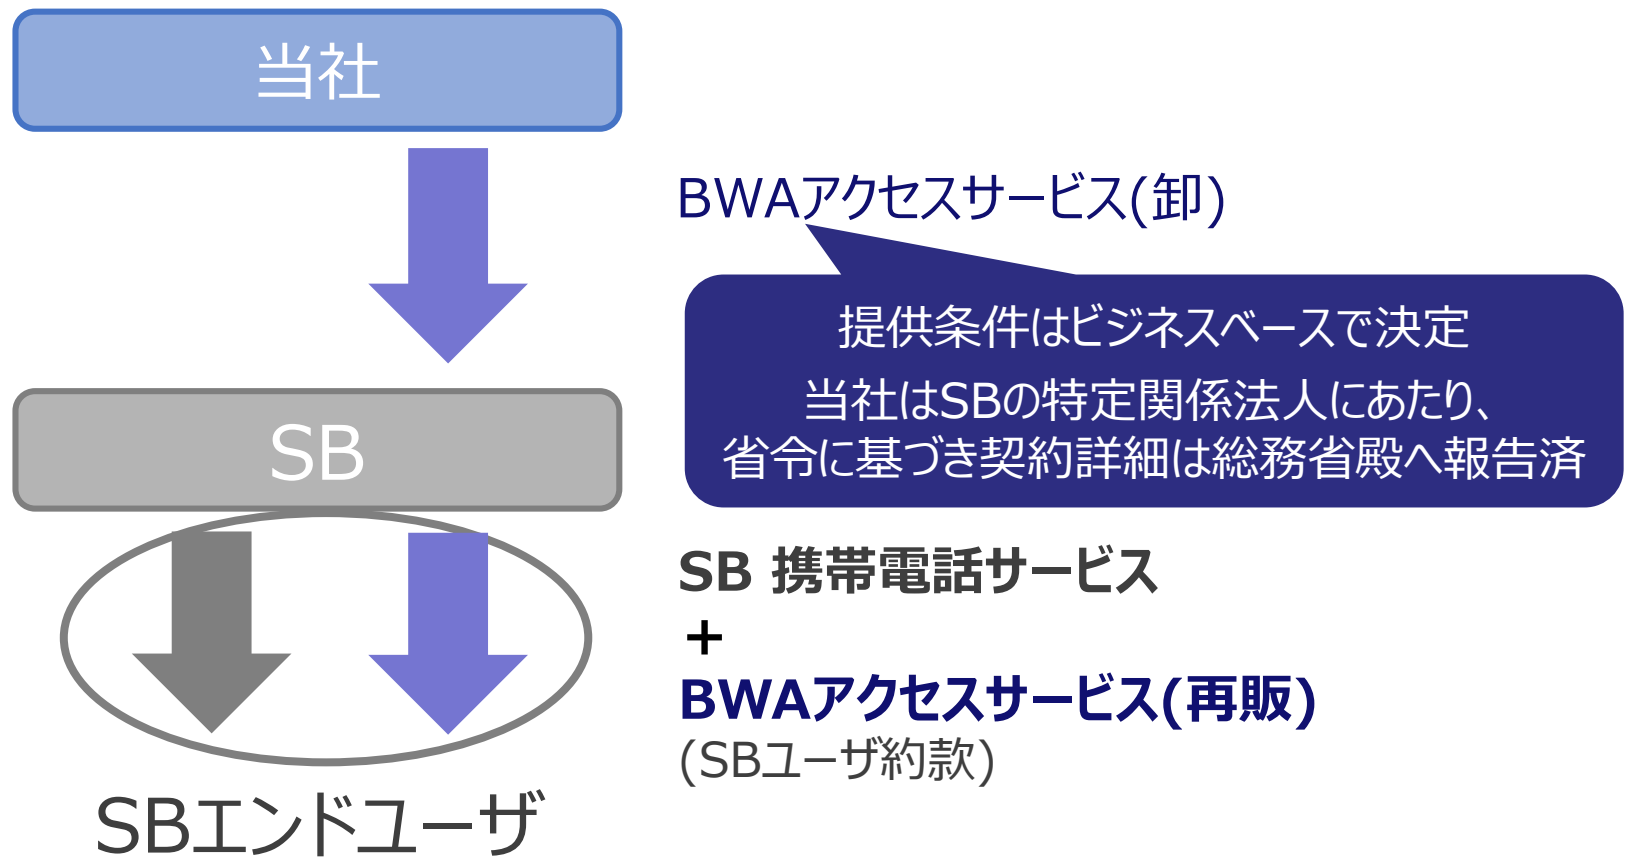 当社
BWAアクセスサービス(卸)
提供条件はビジネスベースで決定
当社はSBの特定関係法人にあたり、
省令に基づき契約詳細は総務省殿へ報告済
SB
SB 携帯電話サービス
+
BWAアクセスサービス(再販)
(SBユーザ約款)
SBエンドユーザ